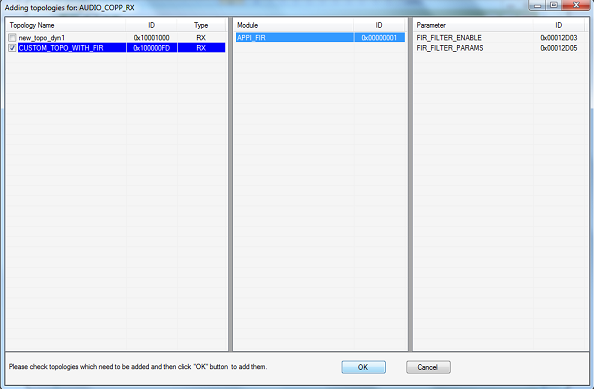 Adding topologies for: AUDIO_COPP_RX
Topology Name ID Type Module ID Parameter ID
new_topo_dyn1 0x10001000 RX APPI_FIR 0x00000001 FIR_FILTER_ENABLE 0x00012D03
CUSTOM_TOPO_WITH_FIR 0x100000FD RX FIR_FILTER_PARAMS 0x00012D05
Please check topologies which need to be added and then click "OK" button to add them. OK Cancel